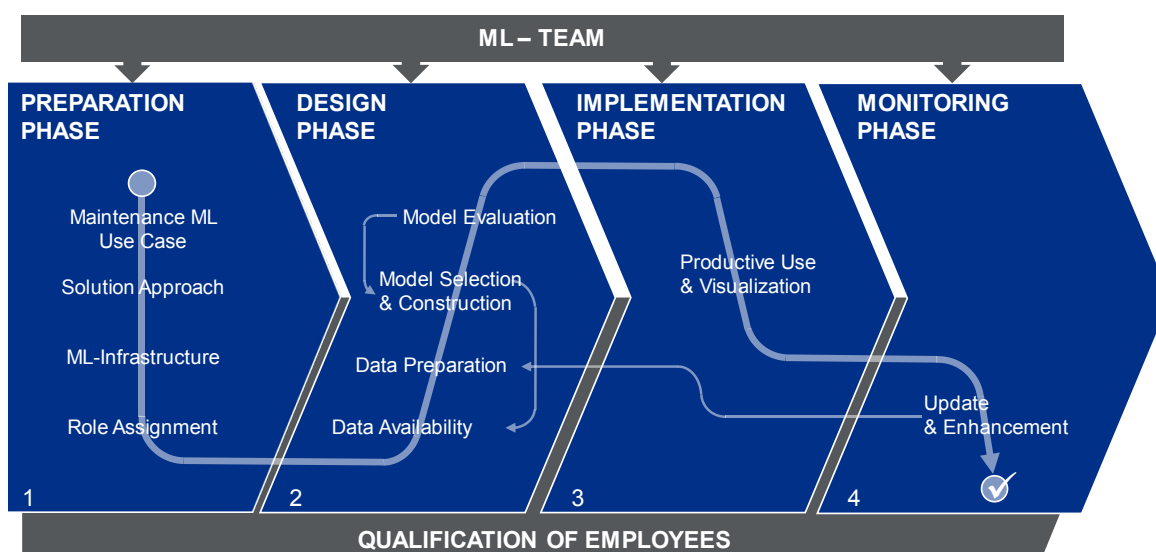 ML – TEAM
PREPARATION
PHASE
Maintenance ML
Use Case
Solution Approach
ML-Infrastructure
Role Assignment
1
DESIGN
PHASE
Model Evaluation
Model Selection
& Construction
Data Preparation
Data Availability
2
IMPLEMENTATION
PHASE
Productive Use
& Visualization
3
MONITORING
PHASE
Update
& Enhancement
4
QUALIFICATION OF EMPLOYEES